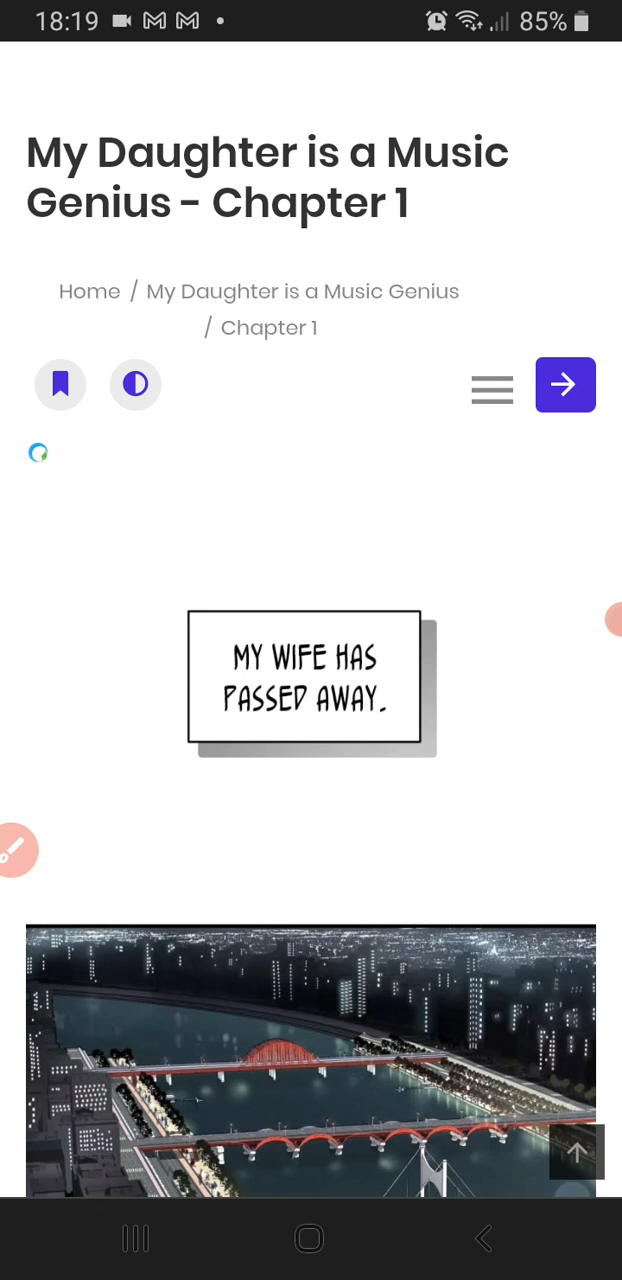 18:19
85%
My Daughter is a Music
Genius - Chapter 1
Home / My Daughter is a Music Genius
/ Chapter 1
MY WIFE HAS
PASSED AWAY.